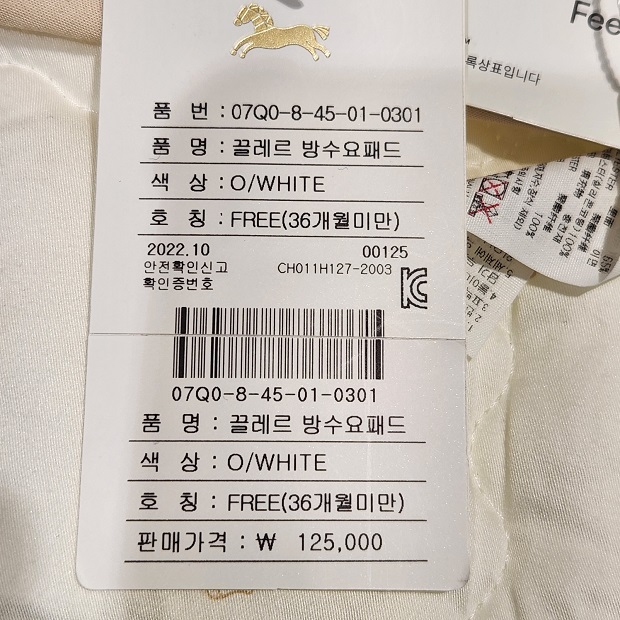 Fee
록상표입니다
품 번 : 07Q0-8-45-01-0301
품 명 : 끌레르 방수요패드
색 상 : O/WHITE
호 칭 : FREE(36개월미만)
2022.10 00125
안전확인신고 CH011H127-2003
확인증번호
07Q0-8-45-01-0301
품 명 : 끌레르 방수요패드
색 상 : O/WHITE
호 칭 : FREE(36개월미만)
판매가격 : ₩ 125,000
100%
65%